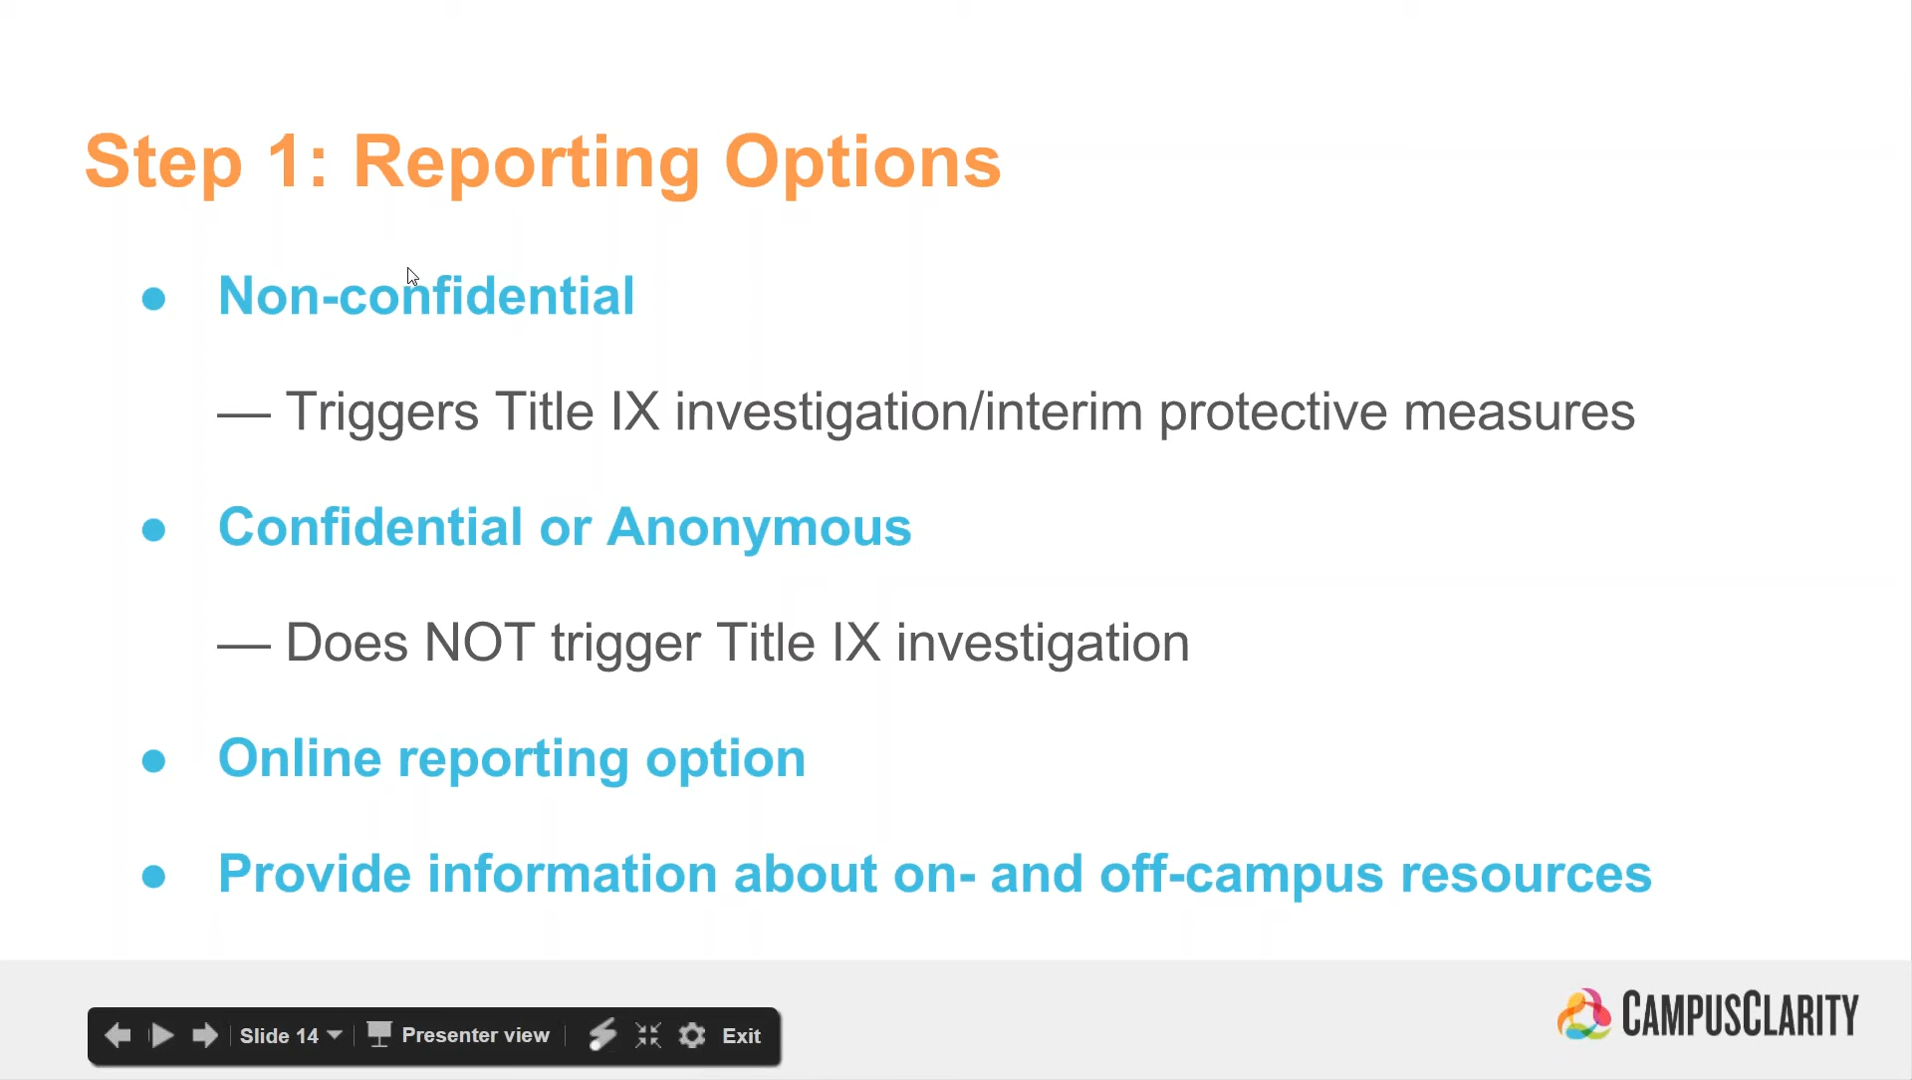 Step 1: Reporting Options
● Non-confidential
— Triggers Title IX investigation/interim protective measures
● Confidential or Anonymous
— Does NOT trigger Title IX investigation
● Online reporting option
● Provide information about on- and off-campus resources
CAMPUSCLARITY
Slide 14 Presenter view Exit